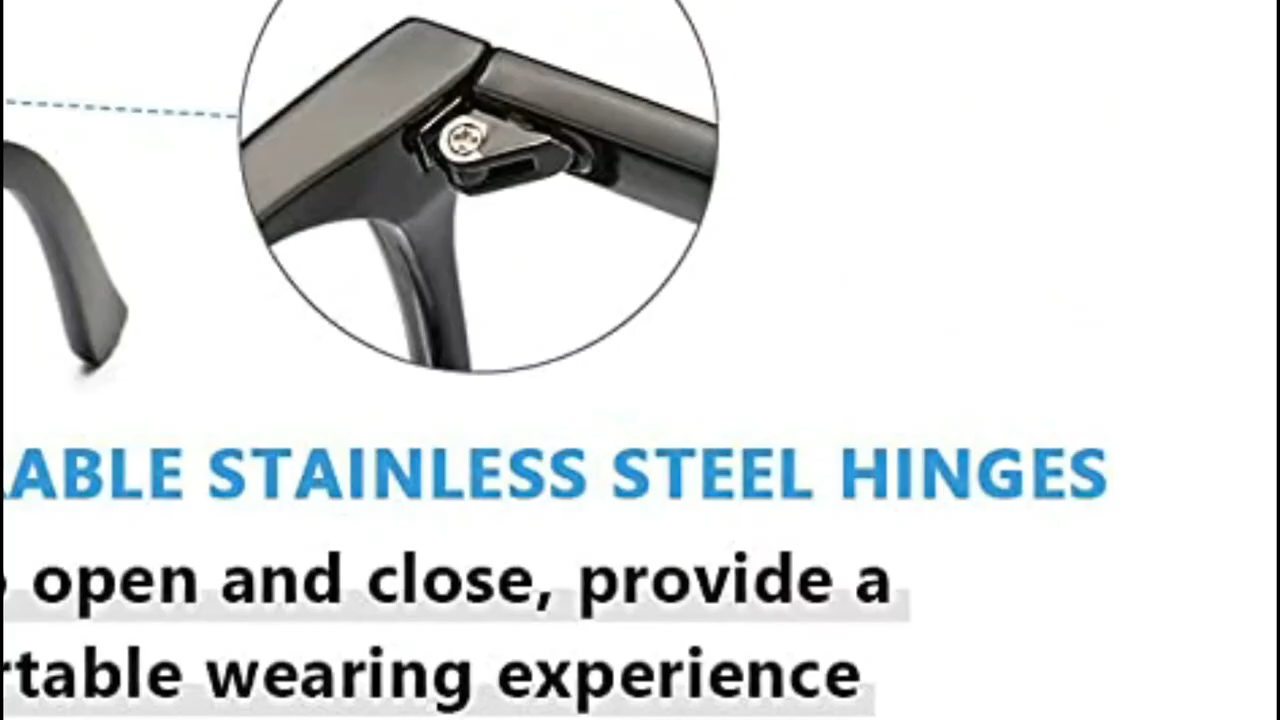 ABLE STAINLESS STEEL HINGES
open and close, provide a
rtable wearing experience